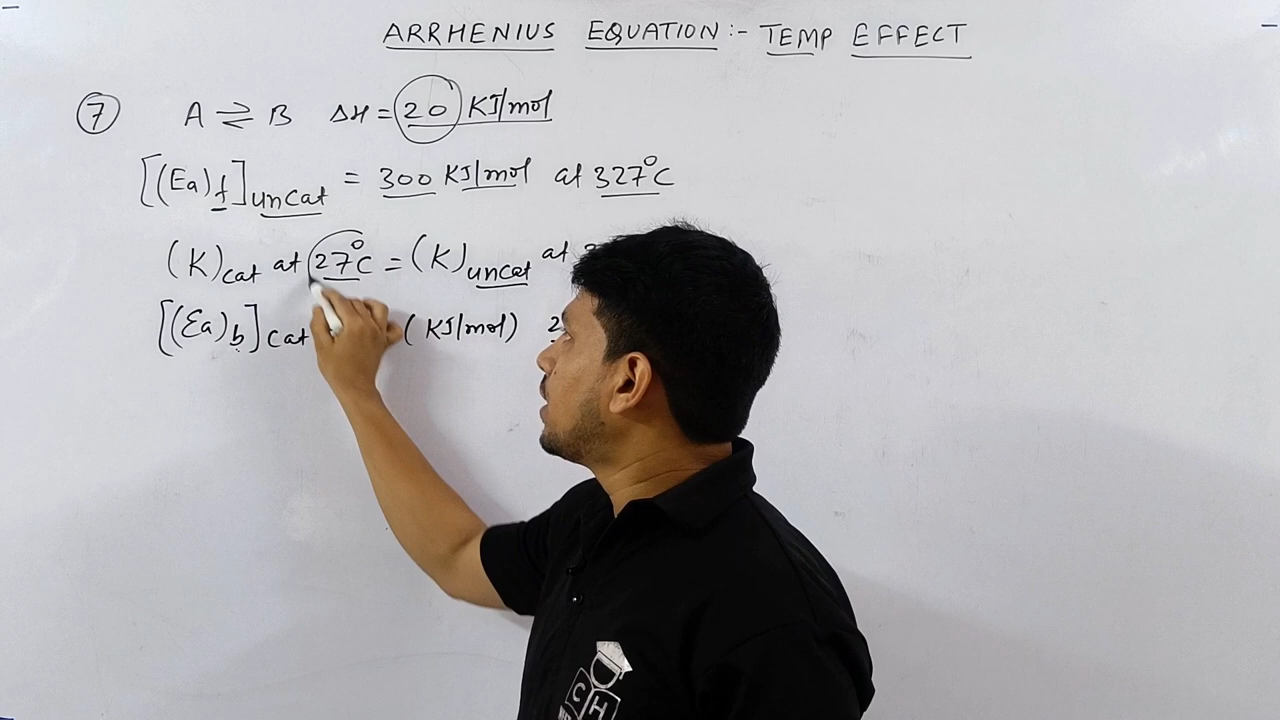 ARRHENIUS EQUATION :- TEMP EFFECT
⑦ A ⇌ B ΔH = 20 KJ/mol
[(Ea)f]uncat = 300 KJ/mol at 327°C
(K)cat at 27°C = (K)uncat at
[(Ea)b]cat (KJ/mol)
C H